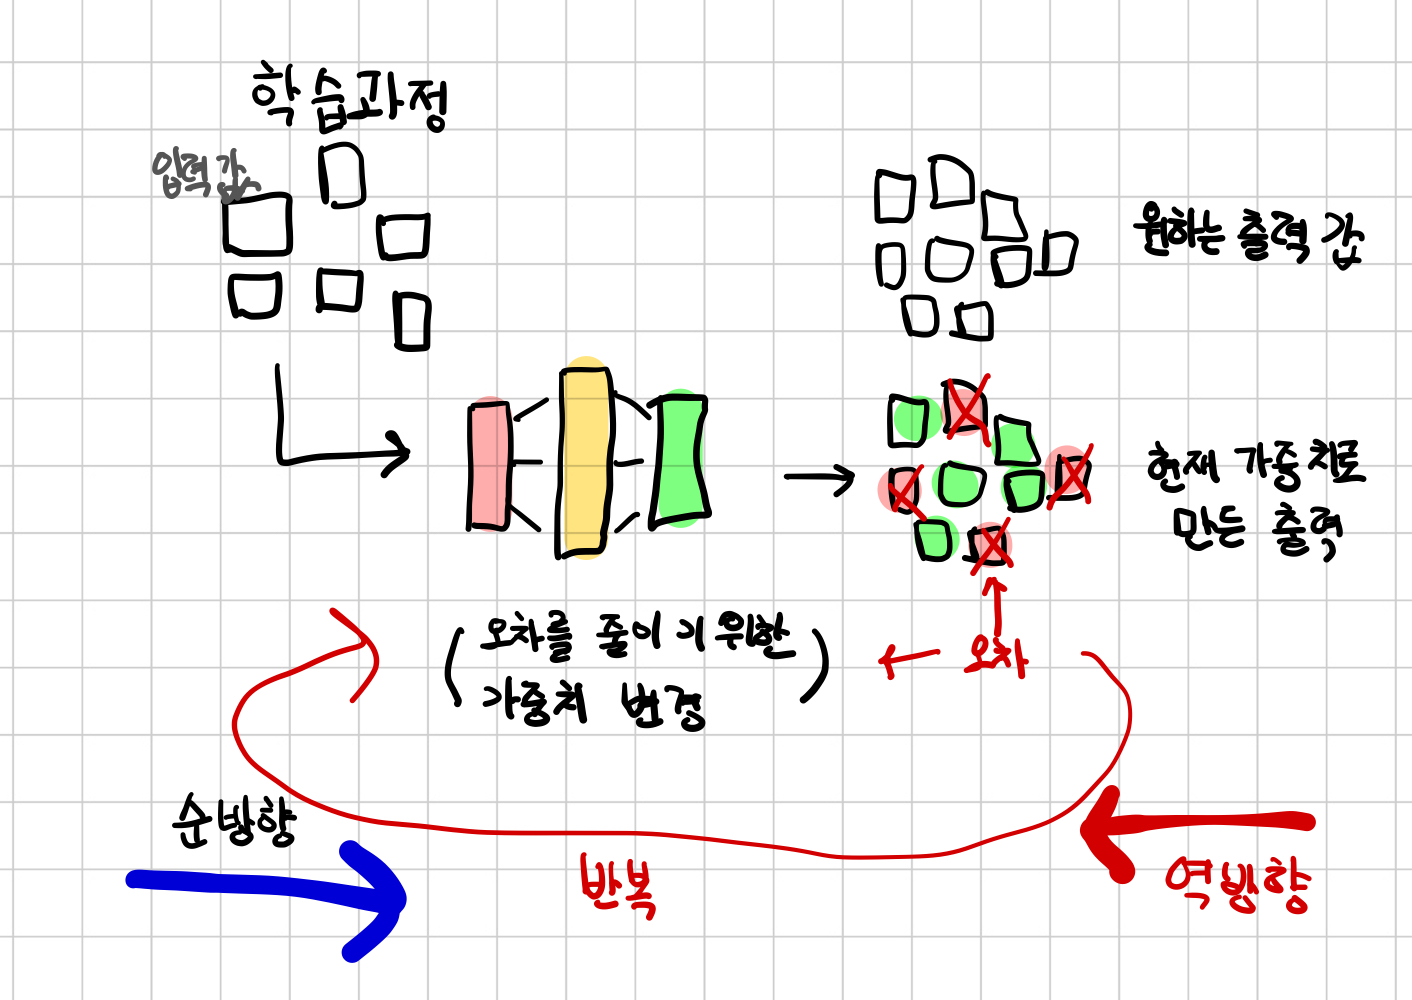 학습과정
입력 값
원하는 출력 값
현재 가중치로
만든 출력
오차를 줄이기 위한
가중치 변경
오차
순방향
반복
역방향